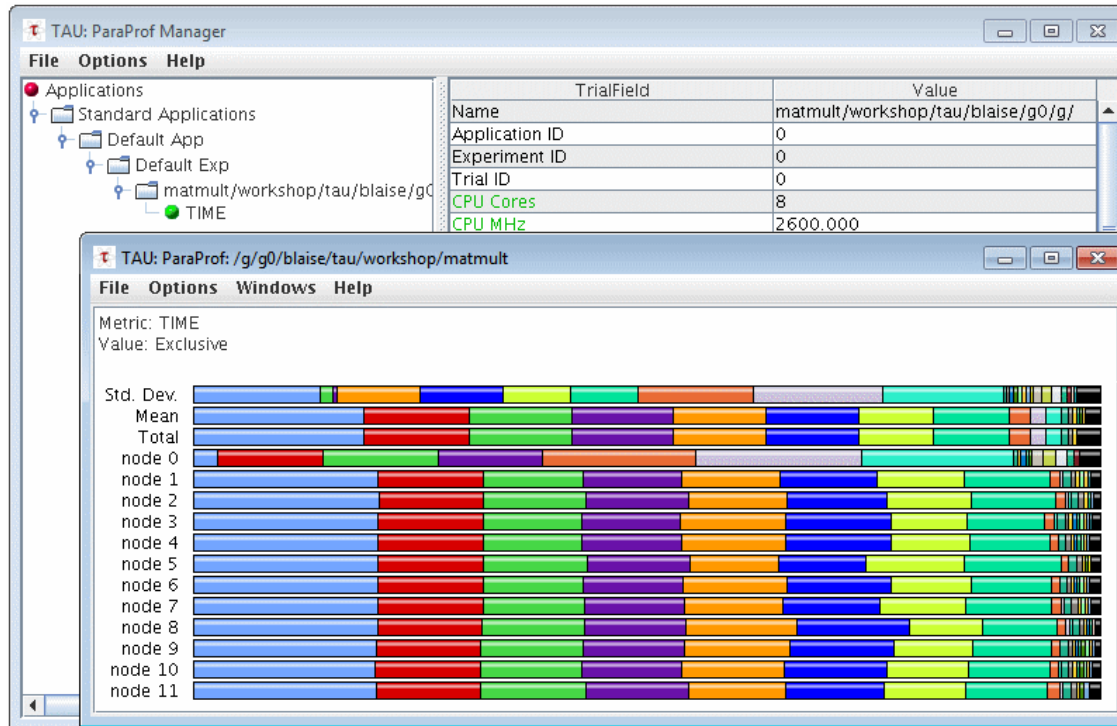 TAU: ParaProf Manager
File Options Help
Applications
Standard Applications
Default App
Default Exp
matmult/workshop/tau/blaise/g0
TIME
TrialField Value
Name matmult/workshop/tau/blaise/g0/g/
Application ID 0
Experiment ID 0
Trial ID 0
CPU Cores 8
CPU MHz 2600.000
TAU: ParaProf: /g/g0/blaise/tau/workshop/matmult
File Options Windows Help
Metric: TIME
Value: Exclusive
Std. Dev.
Mean
Total
node 0
node 1
node 2
node 3
node 4
node 5
node 6
node 7
node 8
node 9
node 10
node 11